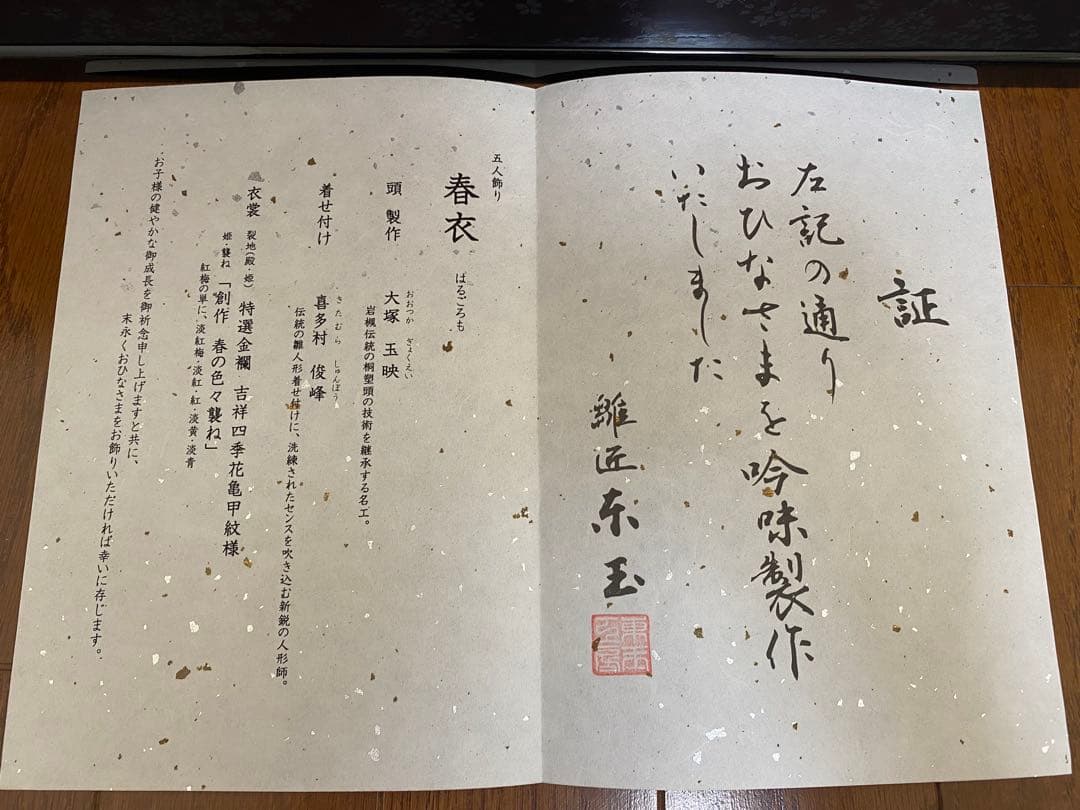 証
左記の通り
おひなさまを吟味製作
いたしました
雛匠東玉
五人飾り
春衣 はるごろも
頭 製作 大塚 玉映
おおつか ぎょくえい
岩槻伝統の桐塑頭の技術を継承する名工。
着せ付け 喜多村 俊峰
きたむら しゅんぽう
伝統の雛人形着せ付けに、洗練されたセンスを吹き込む新鋭の人形師。
衣裳 裂地(殿・姫) 特選金襴 吉祥四季花亀甲紋様
姫・襲ね 「創作 春の色々襲ね」
紅梅の単に、淡紅梅・淡紅・紅・淡黄・淡青
お子様の健やかな御成長を御祈念申し上げますと共に、
末永くおひなさまをお飾りいただければ幸いに存じます。